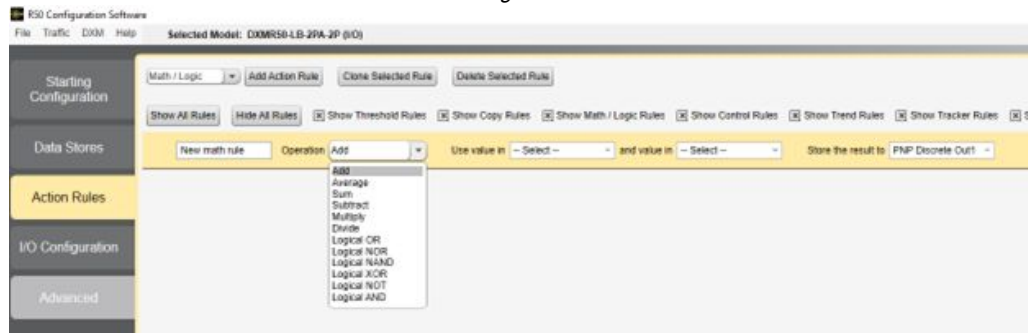 R50 Configuration Software
File Traffic DXM Help Selected Model: DXMR50-LB-2PA-2P (I/O)
Starting Configuration
Math / Logic Add Action Rule Clone Selected Rule Delete Selected Rule
Show All Rules Hide All Rules Show Threshold Rules Show Copy Rules Show Math / Logic Rules Show Control Rules Show Trend Rules Show Tracker Rules
Data Stores
New math rule Operation Add Use value in -- Select -- and value in -- Select -- Store the result to PNP Discrete Out1
Add
Average
Sum
Subtract
Multiply
Divide
Logical OR
Logical NOR
Logical NAND
Logical XOR
Logical NOT
Logical AND
Action Rules
I/O Configuration
Advanced